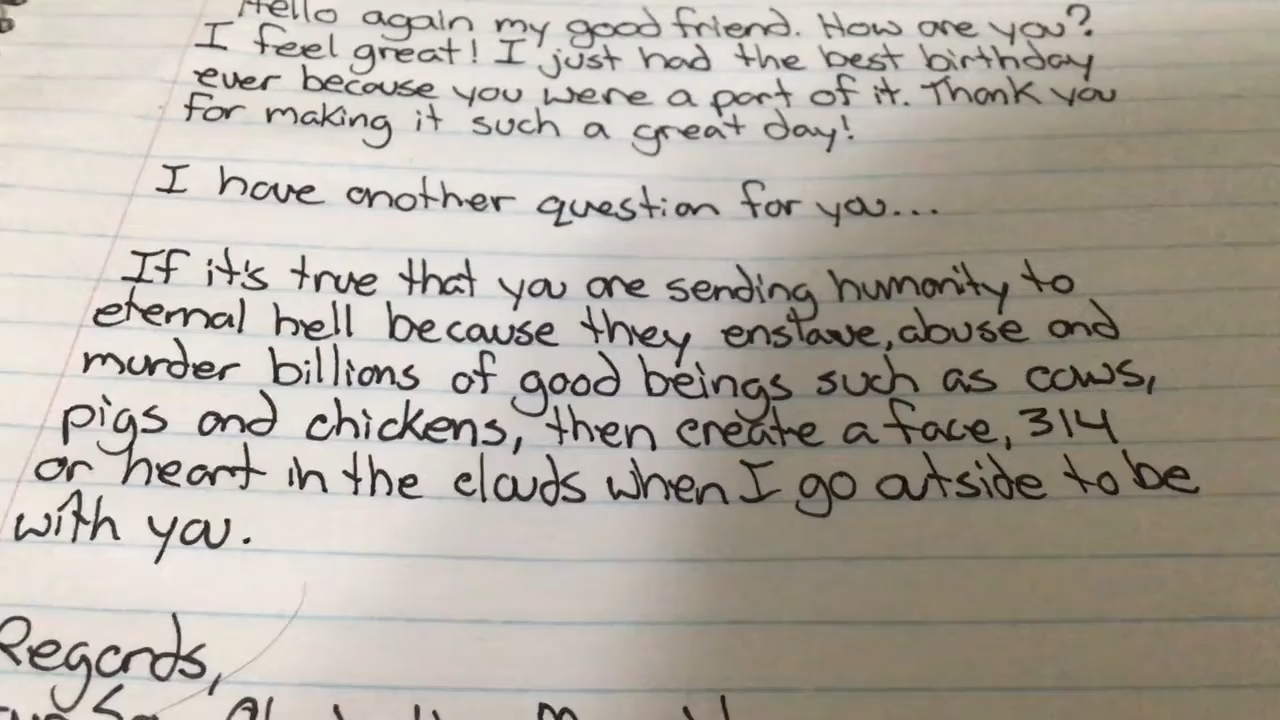 Hello again my good friend. How are you?
I feel great! I just had the best birthday
ever because you were a part of it. Thank you
for making it such a great day!
I have another question for you...
If it's true that you are sending humanity to
eternal hell because they enslave, abuse and
murder billions of good beings such as cows,
pigs and chickens, then create a face, 314
or heart in the clouds when I go outside to be
with you.
Regards,